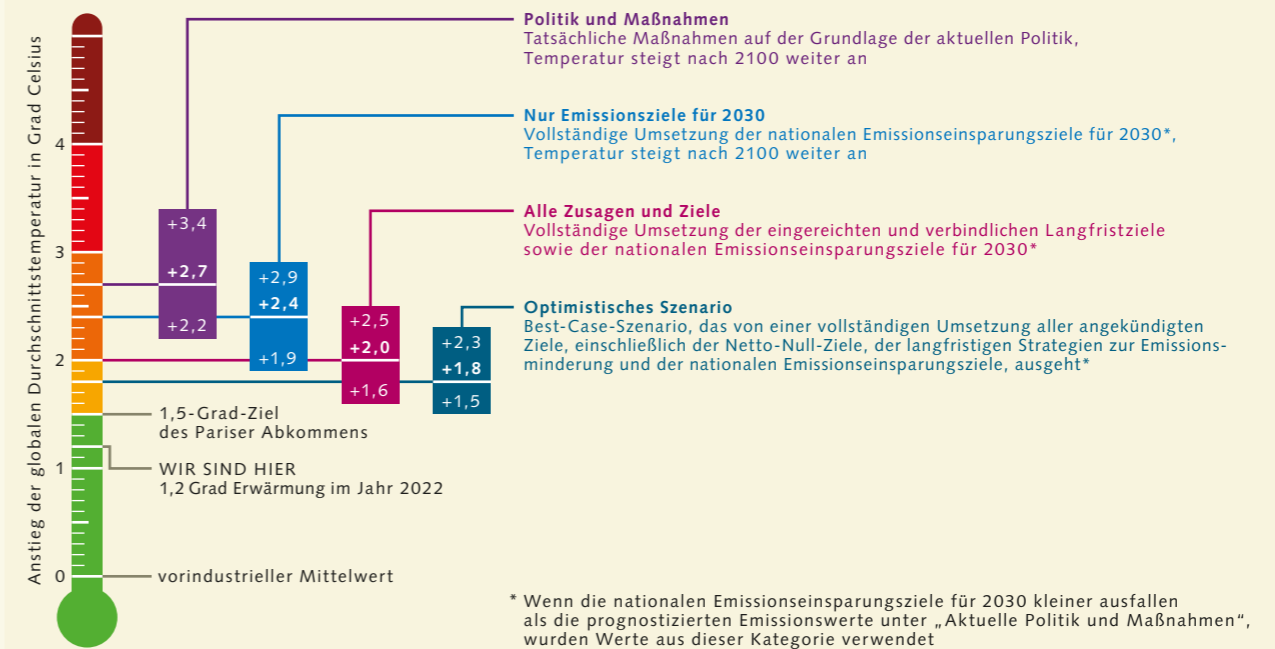 Anstieg der globalen Durchschnittstemperatur in Grad Celsius
4
3
2
1
0
Politik und Maßnahmen
Tatsächliche Maßnahmen auf der Grundlage der aktuellen Politik,
Temperatur steigt nach 2100 weiter an
+3,4
+2,7
+2,2
Nur Emissionsziele für 2030
Vollständige Umsetzung der nationalen Emissionseinsparungsziele für 2030*,
Temperatur steigt nach 2100 weiter an
+2,9
+2,4
+1,9
Alle Zusagen und Ziele
Vollständige Umsetzung der eingereichten und verbindlichen Langfristziele
sowie der nationalen Emissionseinsparungsziele für 2030*
+2,5
+2,0
+1,6
Optimistisches Szenario
Best-Case-Szenario, das von einer vollständigen Umsetzung aller angekündigten
Ziele, einschließlich der Netto-Null-Ziele, der langfristigen Strategien zur Emissions-
minderung und der nationalen Emissionseinsparungsziele, ausgeht*
+2,3
+1,8
+1,5
1,5-Grad-Ziel
des Pariser Abkommens
WIR SIND HIER
1,2 Grad Erwärmung im Jahr 2022
vorindustrieller Mittelwert
* Wenn die nationalen Emissionseinsparungsziele für 2030 kleiner ausfallen
als die prognostizierten Emissionswerte unter „Aktuelle Politik und Maßnahmen“,
wurden Werte aus dieser Kategorie verwendet